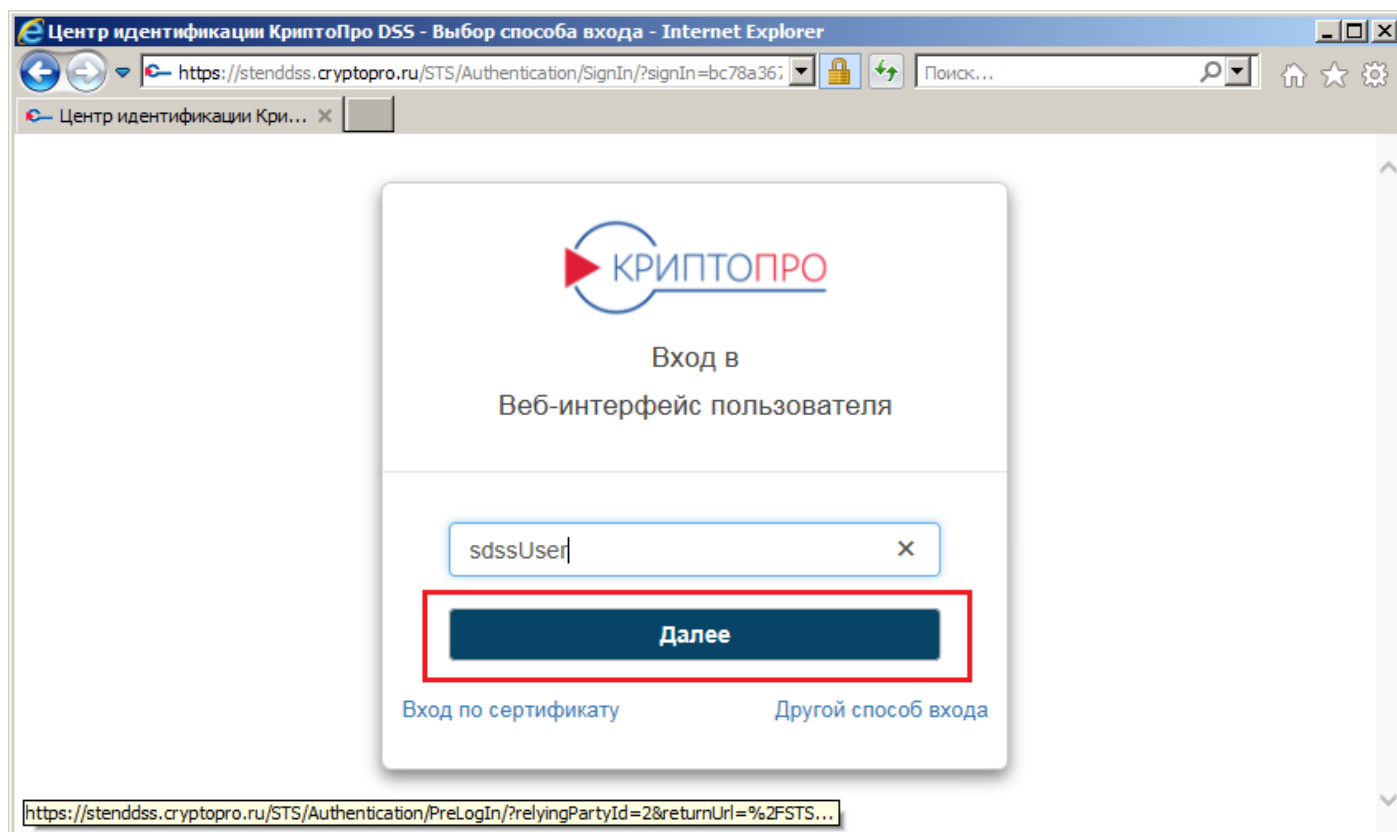 Центр идентификации КриптоПро DSS - Выбор способа входа - Internet Explorer
https://stenddss.cryptopro.ru/STS/Authentication/SignIn/?signIn=bc78a367
Поиск...
Центр идентификации Кри...
КРИПТОПРО
Вход в
Веб-интерфейс пользователя
sdssUser
Далее
Вход по сертификату
Другой способ входа
https://stenddss.cryptopro.ru/STS/Authentication/PreLogIn/?relyingPartyId=2&returnUrl=%2FSTS...